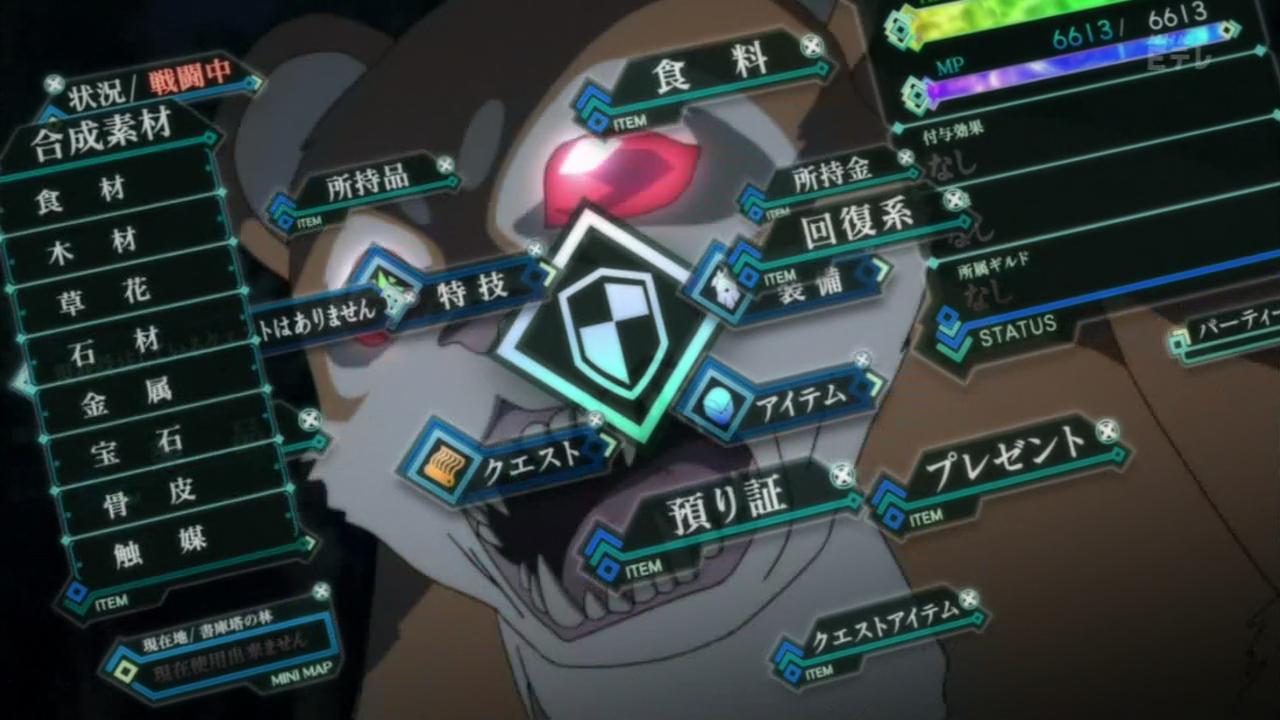 状況/ 戦闘中
合成素材
食 材
木 材
草 花
石 材
金 属
宝 石
骨 皮
触 媒
ITEM
現在地/ 書庫塔の林
現在使用出来ません
MINI MAP
所持品
ITEM
特技
トはありません
クエスト
食 料
ITEM
所持金
ITEM
回復系
ITEM
装備
アイテム
預り証
ITEM
プレゼント
ITEM
クエストアイテム
ITEM
6613/ 6613
MP
Eテレ
付与効果
なし
なし
所属ギルド
なし
STATUS
パーティー